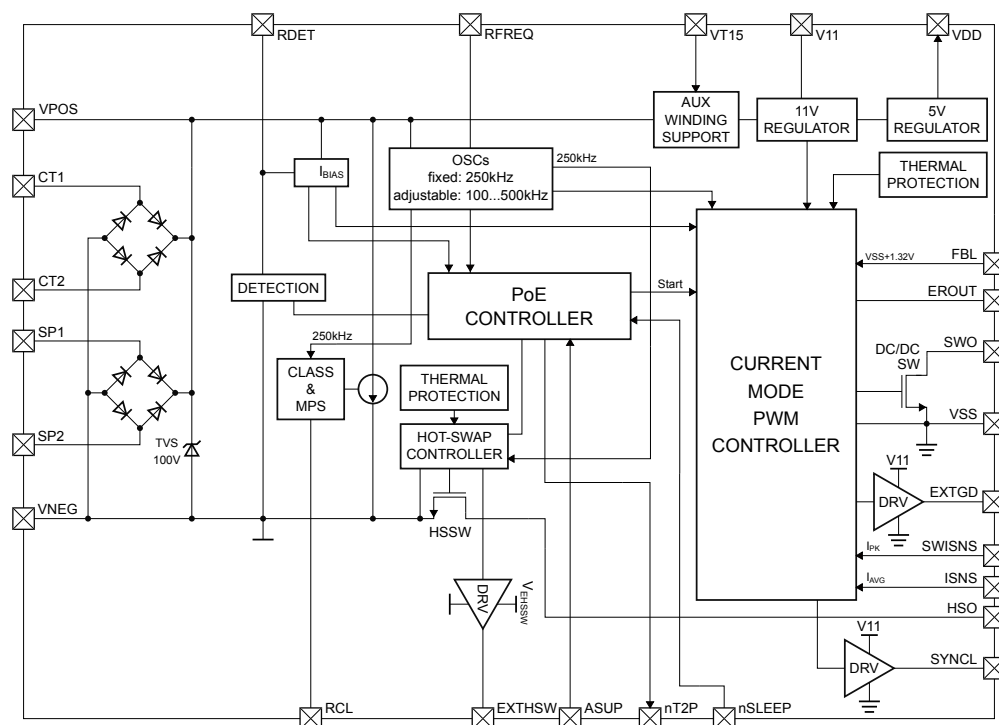 RDET
RFREQ
VT15
V11
VDD
VPOS
AUX
WINDING
SUPPORT
11V
REGULATOR
5V
REGULATOR
OSCs
fixed: 250kHz
adjustable: 100...500kHz
250kHz
THERMAL
PROTECTION
IBIAS
CT1
CT2
SP1
SP2
TVS
100V
VNEG
DETECTION
250kHz
CLASS
&
MPS
PoE
CONTROLLER
Start
THERMAL
PROTECTION
HOT-SWAP
CONTROLLER
HSSW
DRV
VEHSSW
CURRENT
MODE
PWM
CONTROLLER
VSS+1.32V
FBL
EROUT
DC/DC
SW
SWO
VSS
V11
DRV
EXTGD
IPK
SWISNS
IAVG
ISNS
HSO
V11
DRV
SYNCL
RCL
EXTHSW
ASUP
nT2P
nSLEEP